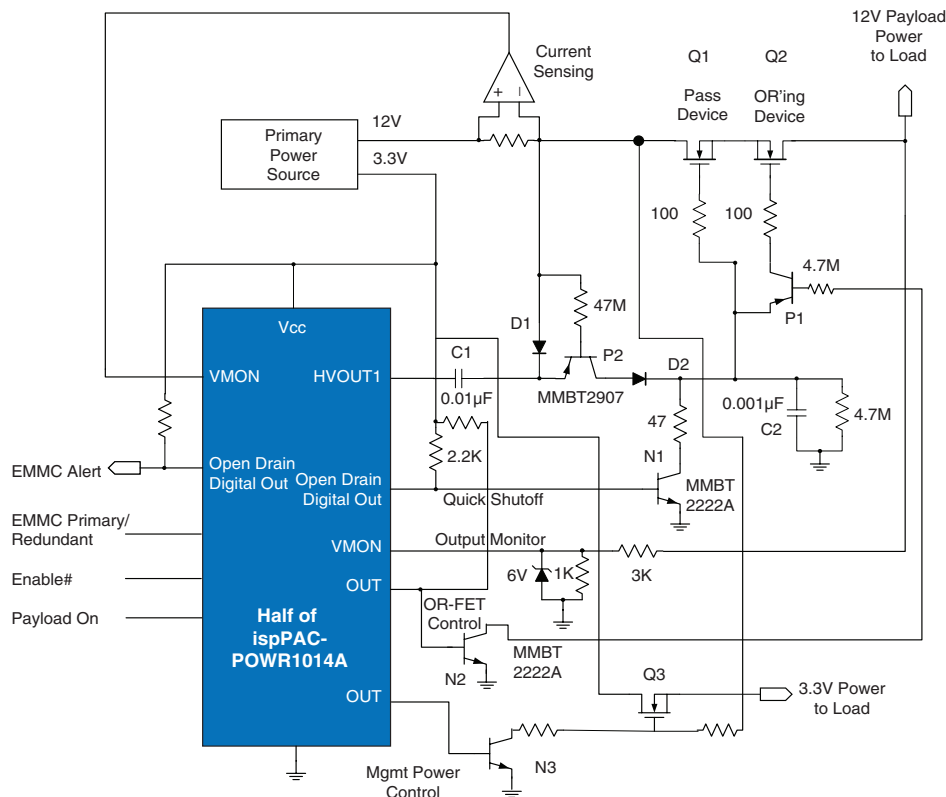 12V Payload
Power
to Load
Current
Sensing
Q1
Q2
Pass
Device
OR'ing
Device
Primary
Power
Source
12V
3.3V
100
100
4.7M
P1
47M
D1
Vcc
C1
P2
D2
VMON
HVOUT1
0.01µF
MMBT2907
0.001µF
C2
4.7M
47
2.2K
N1
EMMC Alert
Open Drain
Digital Out
Open Drain
Digital Out
Quick Shutoff
MMBT
2222A
EMMC Primary/
Redundant
VMON
Output Monitor
Enable#
OUT
6V
1K
3K
Payload On
Half of
ispPAC-
POWR1014A
OR-FET
Control
MMBT
2222A
N2
Q3
3.3V Power
to Load
OUT
N3
Mgmt Power
Control